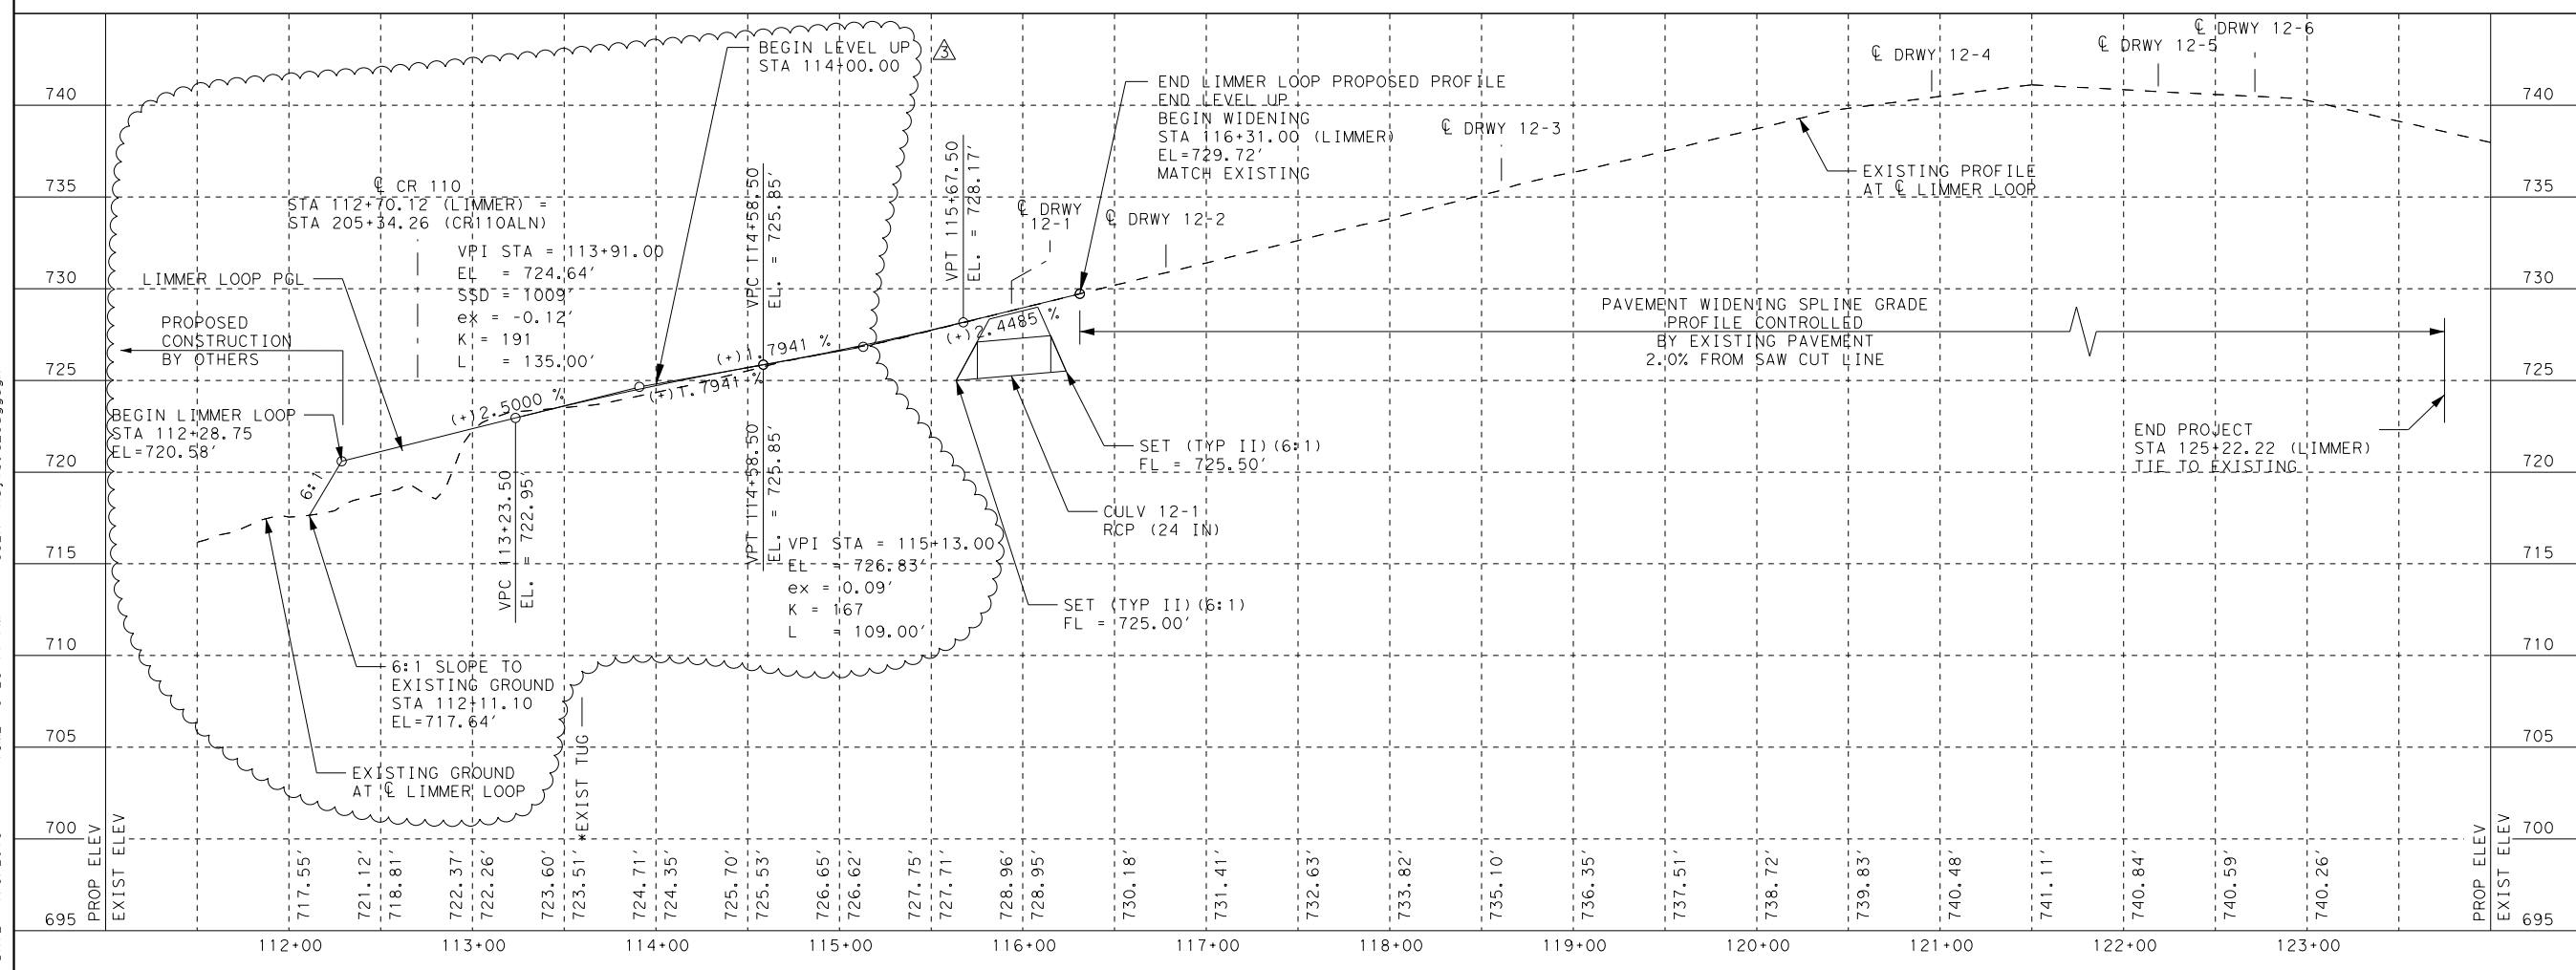 740
735
730
725
720
715
710
705
700
695
BEGIN LEVEL UP
STA 114+00.00
3
END LIMMER LOOP PROPOSED PROFILE
END LEVEL UP
BEGIN WIDENING
STA 116+31.00 (LIMMER)
EL=729.72'
MATCH EXISTING
℄ DRWY 12-3
℄ DRWY 12-4
℄ DRWY 12-5
℄ DRWY 12-6
EXISTING PROFILE
AT ℄ LIMMER LOOP
℄ CR 110
STA 112+70.12 (LIMMER) =
STA 205+34.26 (CR110ALN)
VPI STA = 113+91.00
EL = 724.64'
SSD = 1009'
ex = -0.12'
K = 191
L = 135.00'
LIMMER LOOP PGL
PROPOSED
CONSTRUCTION
BY OTHERS
BEGIN LIMMER LOOP
STA 112+28.75
EL=720.58'
6:1
(+)2.5000 %
(+)1.7941 %
(+)1.7941 %
(+)2.4485 %
VPC 113+23.50
EL. = 722.95'
VPC 114+58.50
EL. = 725.85'
VPT 114+58.50
EL. = 725.85'
VPT 115+67.50
EL. = 728.17'
℄ DRWY
12-1
℄ DRWY 12-2
PAVEMENT WIDENING SPLINE GRADE
PROFILE CONTROLLED
BY EXISTING PAVEMENT
2.0% FROM SAW CUT LINE
END PROJECT
STA 125+22.22 (LIMMER)
TIE TO EXISTING
SET (TYP II)(6:1)
FL = 725.50'
CULV 12-1
RCP (24 IN)
SET (TYP II)(6:1)
FL = 725.00'
VPI STA = 115+13.00
EL = 726.83'
ex = 0.09'
K = 167
L = 109.00'
6:1 SLOPE TO
EXISTING GROUND
STA 112+11.10
EL=717.64'
EXISTING GROUND
AT ℄ LIMMER LOOP
*EXIST TUG
740
735
730
725
720
715
710
705
700
695
PROP ELEV
EXIST ELEV
717.55'
721.12'
718.81'
722.37'
722.26'
723.60'
723.51'
724.71'
724.35'
725.70'
725.53'
726.65'
726.62'
727.75'
727.71'
728.96'
728.95'
730.18'
731.41'
732.63'
733.82'
735.10'
736.35'
737.51'
738.72'
739.83'
740.48'
741.11'
740.84'
740.59'
740.26'
PROP ELEV
EXIST ELEV
112+00
113+00
114+00
115+00
116+00
117+00
118+00
119+00
120+00
121+00
122+00
123+00